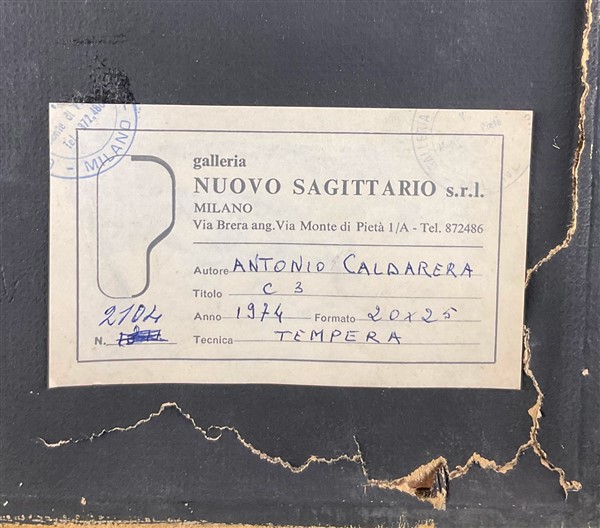 MILANO
galleria
NUOVO SAGITTARIO s.r.l.
MILANO
Via Brera ang. Via Monte di Pietà 1/A - Tel. 872486
Autore ANTONIO CALDARERA
Titolo C 3
Anno 1974 Formato 20x25
Tecnica TEMPERA
2104
N.